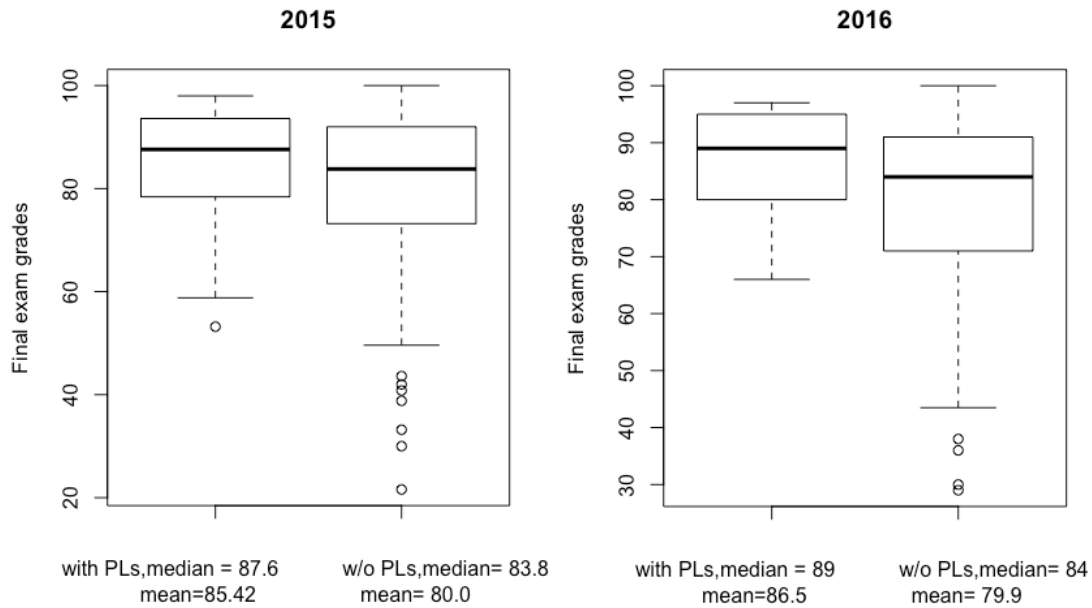 2015
Final exam grades
100
80
60
40
20
with PLs,median = 87.6
mean=85.42
w/o PLs,median= 83.8
mean= 80.0
2016
Final exam grades
100
90
80
70
60
50
40
30
with PLs,median = 89
mean=86.5
w/o PLs,median= 84
mean= 79.9